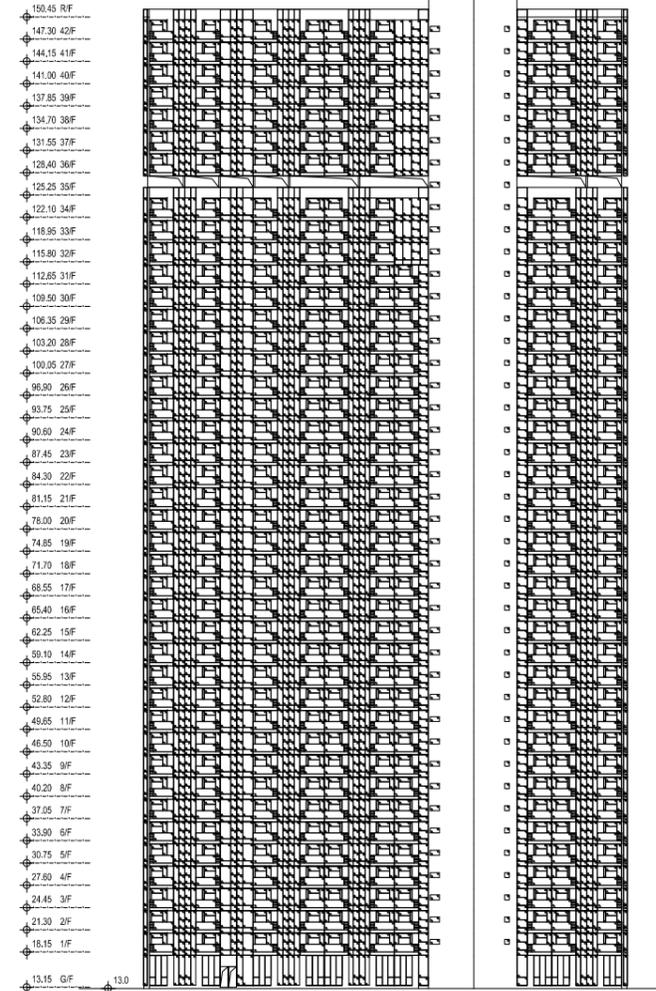 150.45 R/F
147.30 42/F
144.15 41/F
141.00 40/F
137.85 39/F
134.70 38/F
131.55 37/F
128.40 36/F
125.25 35/F
122.10 34/F
118.95 33/F
115.80 32/F
112.65 31/F
109.50 30/F
106.35 29/F
103.20 28/F
100.05 27/F
96.90 26/F
93.75 25/F
90.60 24/F
87.45 23/F
84.30 22/F
81.15 21/F
78.00 20/F
74.85 19/F
71.70 18/F
68.55 17/F
65.40 16/F
62.25 15/F
59.10 14/F
55.95 13/F
52.80 12/F
49.65 11/F
46.50 10/F
43.35 9/F
40.20 8/F
37.05 7/F
33.90 6/F
30.75 5/F
27.60 4/F
24.45 3/F
21.30 2/F
18.15 1/F
13.15 G/F 13.0